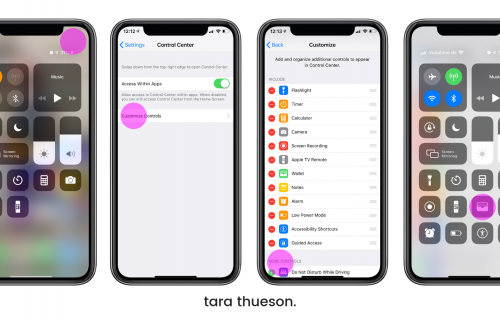 Music
Screen
Mirroring
12:12
Settings
Control Center
Swipe down from the top-right edge to open Control Center.
Access Within Apps
Allow access to Control Center within apps. When disabled, you can still access Control Center from the Home Screen.
Customize Controls
12:13
Back
Customize
Add and organize additional controls to appear
in Control Center.
INCLUDE
Flashlight
Timer
Calculator
Camera
Screen Recording
Apple TV Remote
Wallet
Notes
Alarm
Low Power Mode
Accessibility Shortcuts
Guided Access
MORE CONTROLS
Do Not Disturb While Driving
Vodafone.de
Music
Screen
Mirroring
tara thueson.